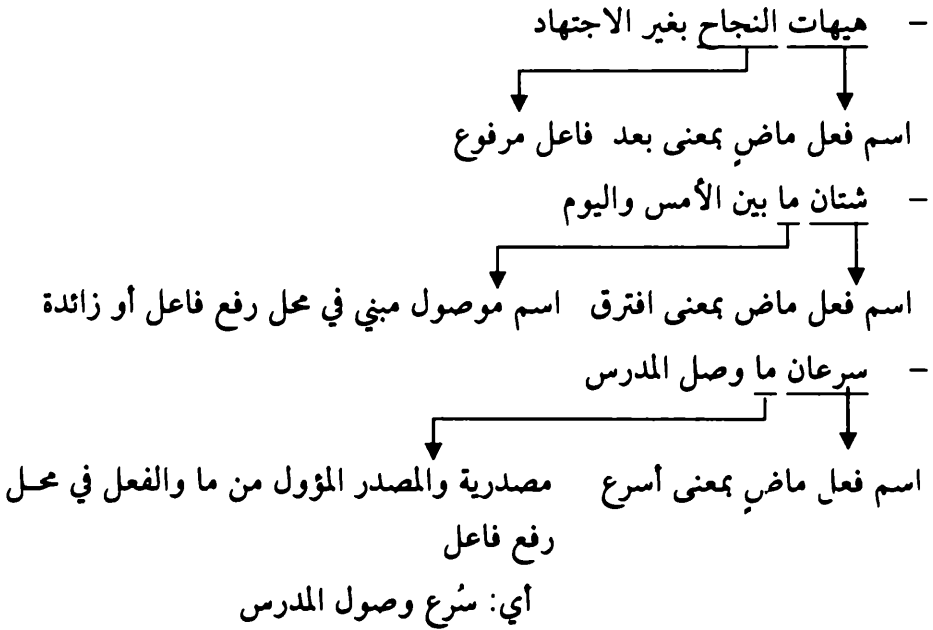 - هيهات النجاح بغير الاجتهاد
اسم فعل ماضٍ بمعنى بعد فاعل مرفوع
- شتان ما بين الأمس واليوم
اسم فعل ماض بمعنى افترق اسم موصول مبني في محل رفع فاعل أو زائدة
- سرعان ما وصل المدرس
اسم فعل ماضٍ بمعنى أسرع مصدرية والمصدر المؤول من ما والفعل في محل
رفع فاعل
أي: سُرع وصول المدرس